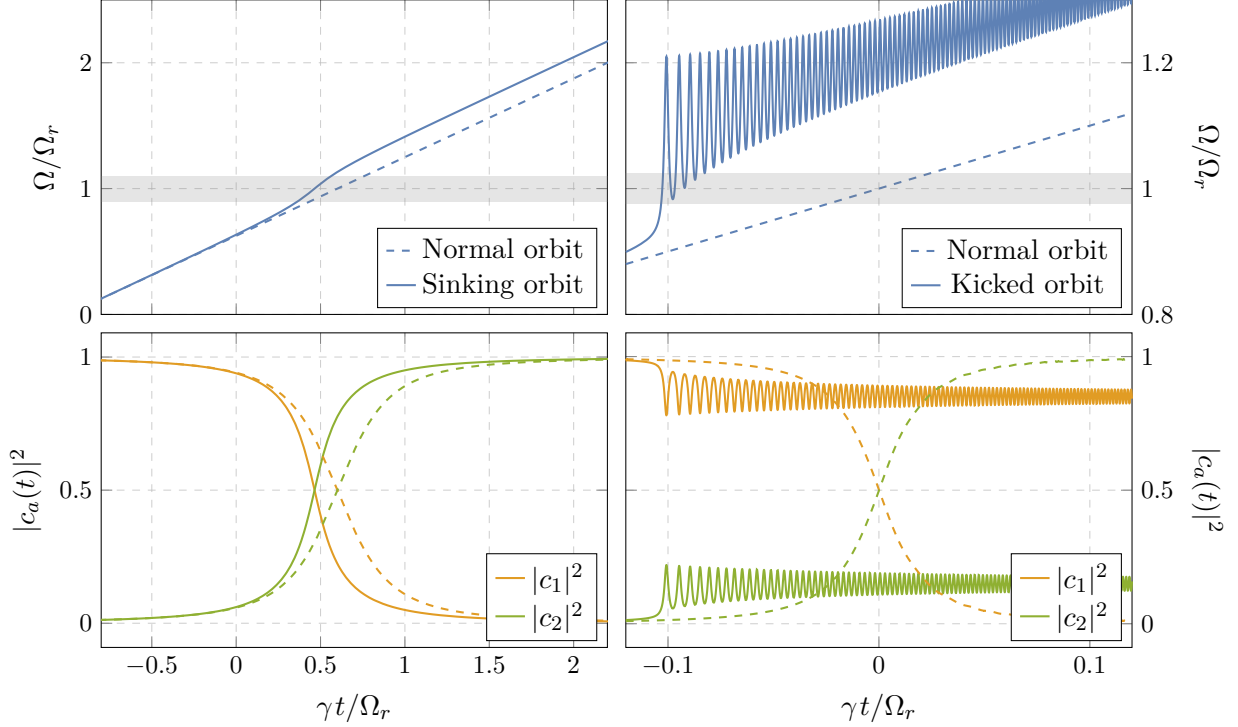 2
1
0
Ω/Ω_r
Normal orbit
Sinking orbit
1.2
1
0.8
Ω/Ω_r
Normal orbit
Kicked orbit
1
0.5
0
|c_a(t)|^2
|c_1|^2
|c_2|^2
−0.5 0 0.5 1 1.5 2
γ t/Ω_r
1
0.5
0
|c_a(t)|^2
|c_1|^2
|c_2|^2
−0.1 0 0.1
γ t/Ω_r